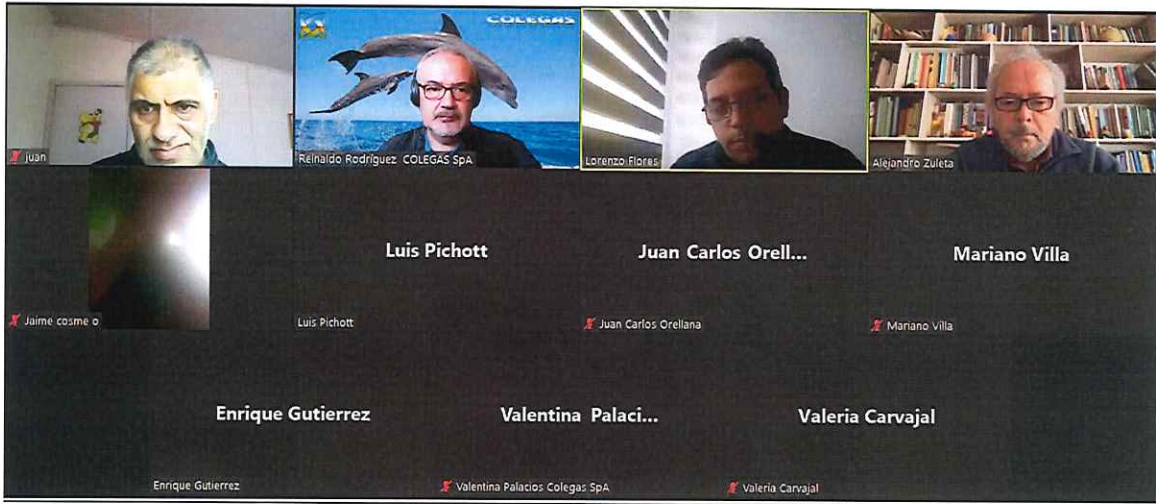 COLEGAS
juan
Reinaldo Rodríguez COLEGAS SpA
Lorenzo Flores
Alejandro Zuleta
Luis Pichott
Juan Carlos Orell...
Mariano Villa
Jaime cosme o
Luis Pichott
Juan Carlos Orellana
Mariano Villa
Enrique Gutierrez
Valentina Palaci...
Valeria Carvajal
Enrique Gutierrez
Valentina Palacios Colegas SpA
Valeria Carvajal